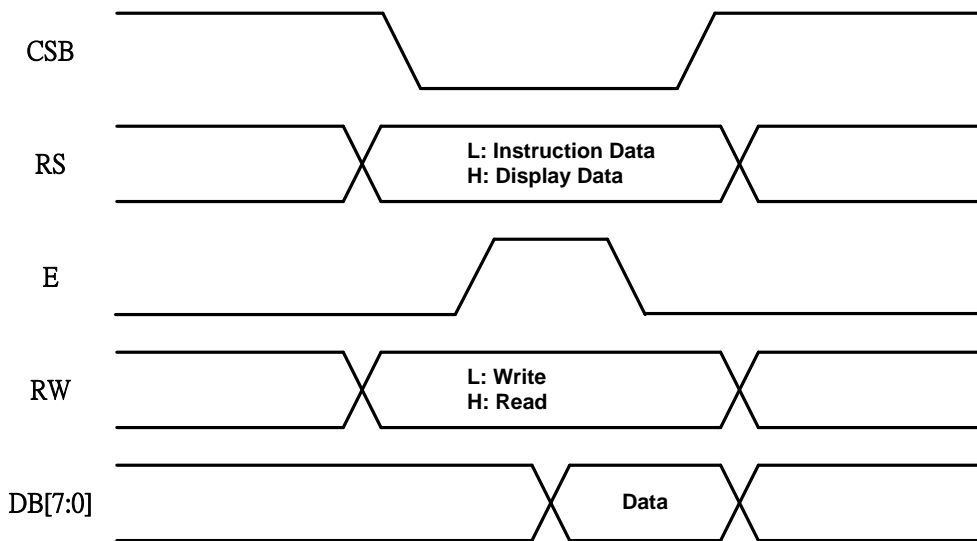 CSB
RS
L: Instruction Data
H: Display Data
E
RW
L: Write
H: Read
DB[7:0]
Data